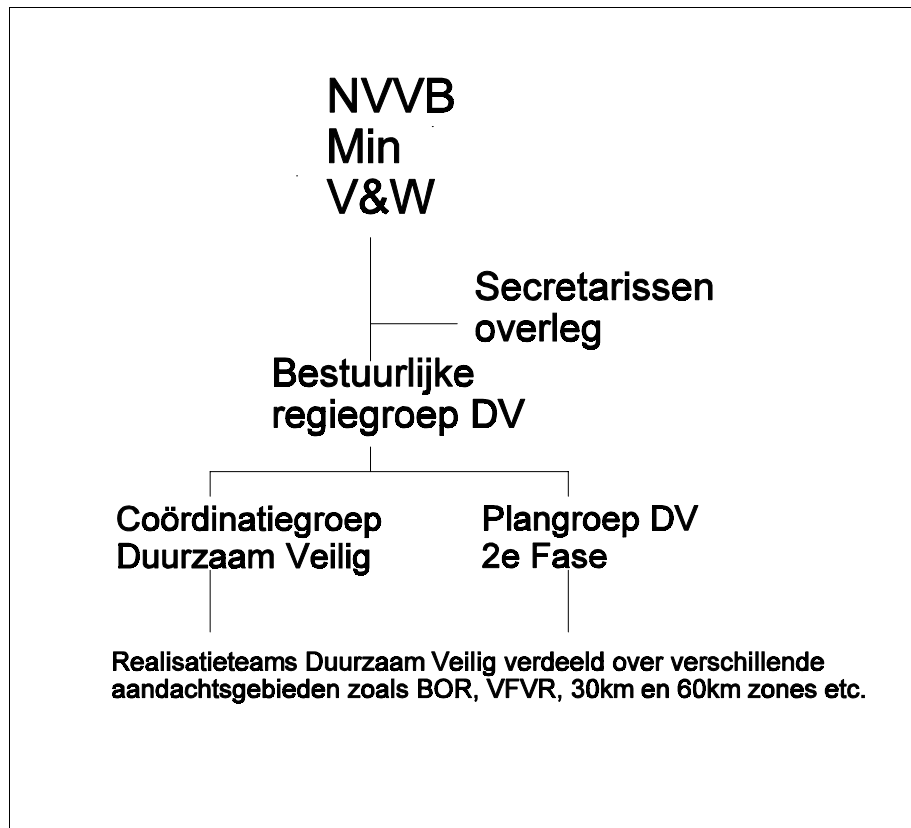 NVVB
Min
V&W
Secretarissen
overleg
Bestuurlijke
regiegroep DV
Coördinatiegroep
Duurzaam Veilig
Plangroep DV
2e Fase
Realisatieteams Duurzaam Veilig verdeeld over verschillende
aandachtsgebieden zoals BOR, VFVR, 30km en 60km zones etc.